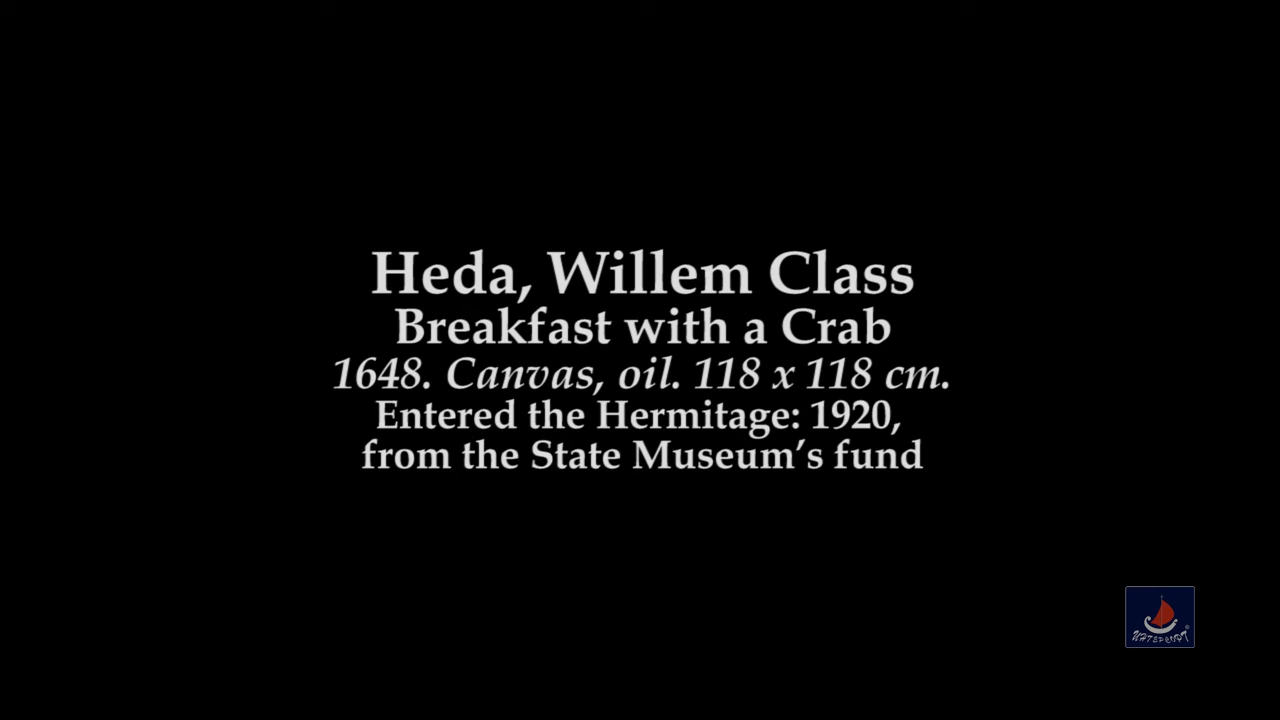 Heda, Willem Class
Breakfast with a Crab
1648. Canvas, oil. 118 x 118 cm.
Entered the Hermitage: 1920,
from the State Museum’s fund